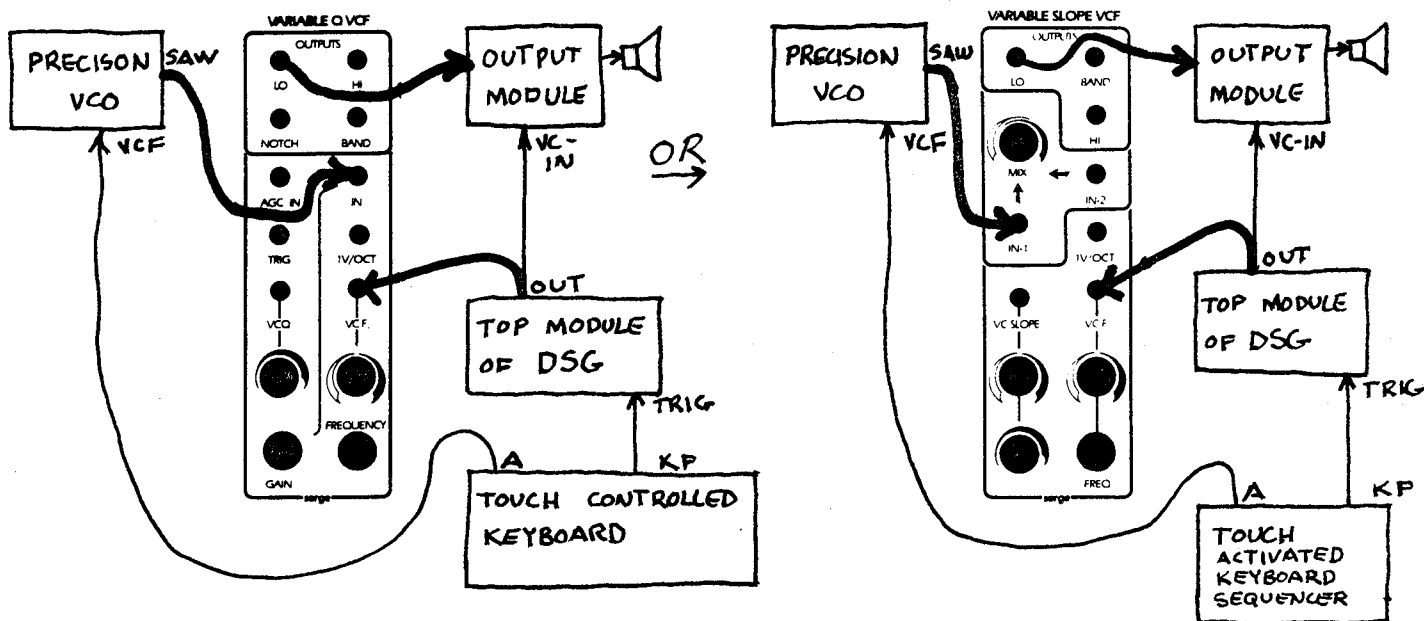 VARIABLE Q VCF
OUTPUTS
LO
HI
NOTCH
BAND
AGC IN
IN
TRIG
1V/OCT
VCQ
VCF
FREQUENCY
GAIN
serge
PRECISON
VCO
SAW
VCF
OUTPUT
MODULE
VC-
IN
OUT
TOP MODULE
OF DSG
TRIG
A
KP
TOUCH CONTROLLED
KEYBOARD
OR
VARIABLE SLOPE VCF
OUTPUTS
LO
BAND
HI
MIX
IN-2
IN-1
1V/OCT
VC SLOPE
VC F
FREQ
serge
PRECISION
VCO
SAW
VCF
OUTPUT
MODULE
VC-IN
OUT
TOP MODULE
OF DSG
TRIG
A
KP
TOUCH
ACTIVATED
KEYBOARD
SEQUENCER